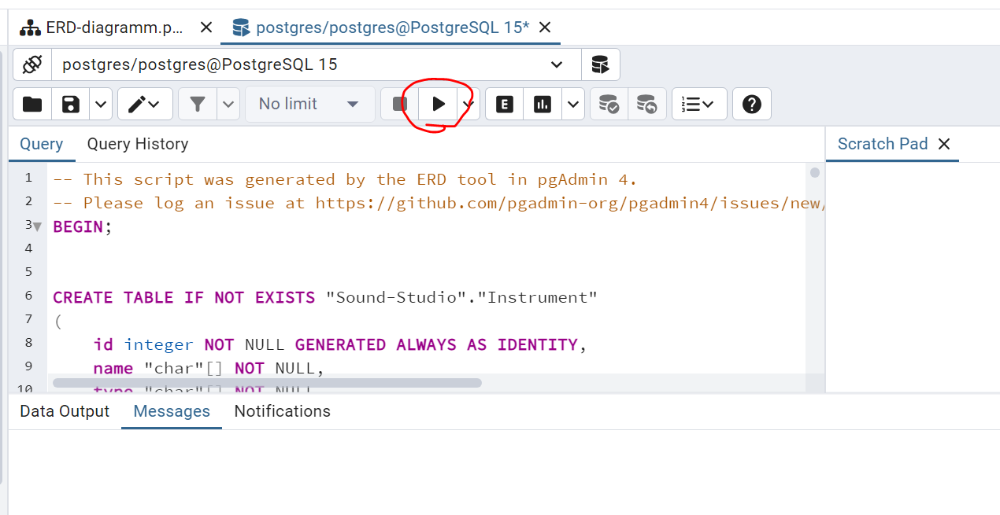 ERD-diagramm.p...
postgres/postgres@PostgreSQL 15*
postgres/postgres@PostgreSQL 15
No limit
E
Query
Query History
Scratch Pad
1 -- This script was generated by the ERD tool in pgAdmin 4.
2 -- Please log an issue at https://github.com/pgadmin-org/pgadmin4/issues/new/
3 BEGIN;
4
5
6 CREATE TABLE IF NOT EXISTS "Sound-Studio"."Instrument"
7 (
8 id integer NOT NULL GENERATED ALWAYS AS IDENTITY,
9 name "char"[] NOT NULL,
10 type "char"[] NOT NULL
Data Output
Messages
Notifications